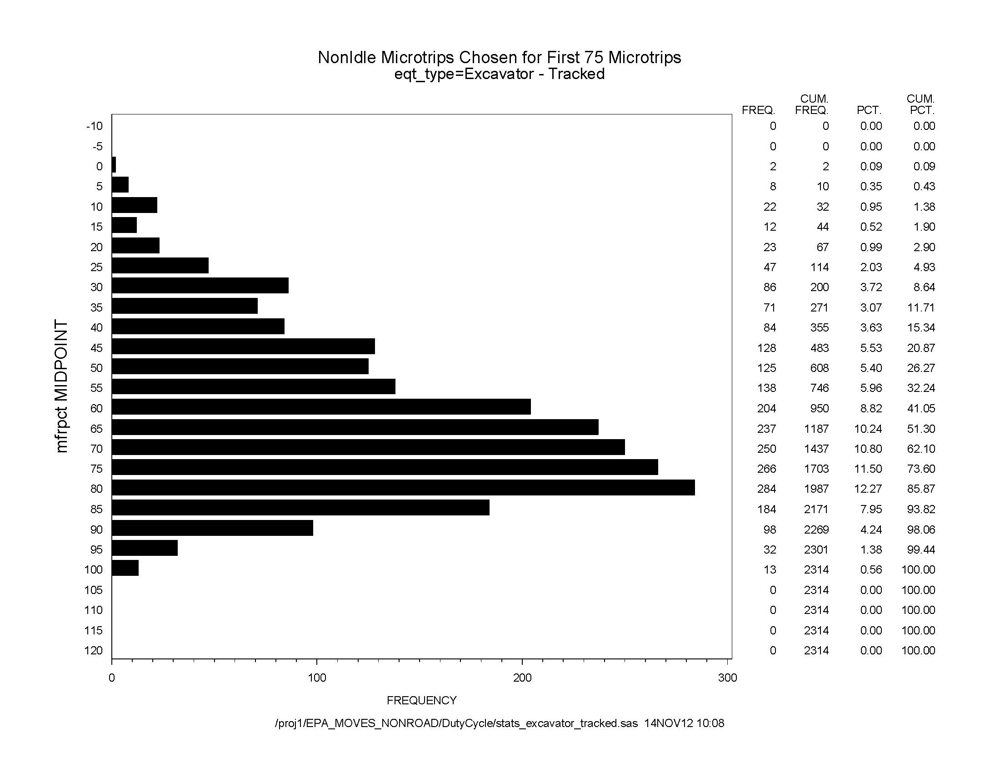 NonIdle Microtrips Chosen for First 75 Microtrips
eqt_type=Excavator - Tracked
CUM. CUM.
FREQ. FREQ. PCT. PCT.
-10 0 0 0.00 0.00
-5 0 0 0.00 0.00
0 2 2 0.09 0.09
5 8 10 0.35 0.43
10 22 32 0.95 1.38
15 12 44 0.52 1.90
20 23 67 0.99 2.90
25 47 114 2.03 4.93
30 86 200 3.72 8.64
35 71 271 3.07 11.71
40 84 355 3.63 15.34
45 128 483 5.53 20.87
50 125 608 5.40 26.27
55 138 746 5.96 32.24
60 204 950 8.82 41.05
65 237 1187 10.24 51.30
70 250 1437 10.80 62.10
75 266 1703 11.50 73.60
80 284 1987 12.27 85.87
85 184 2171 7.95 93.82
90 98 2269 4.24 98.06
95 32 2301 1.38 99.44
100 13 2314 0.56 100.00
105 0 2314 0.00 100.00
110 0 2314 0.00 100.00
115 0 2314 0.00 100.00
120 0 2314 0.00 100.00
mfrpct MIDPOINT
0 100 200 300
FREQUENCY
/proj1/EPA_MOVES_NONROAD/DutyCycle/stats_excavator_tracked.sas 14NOV12 10:08